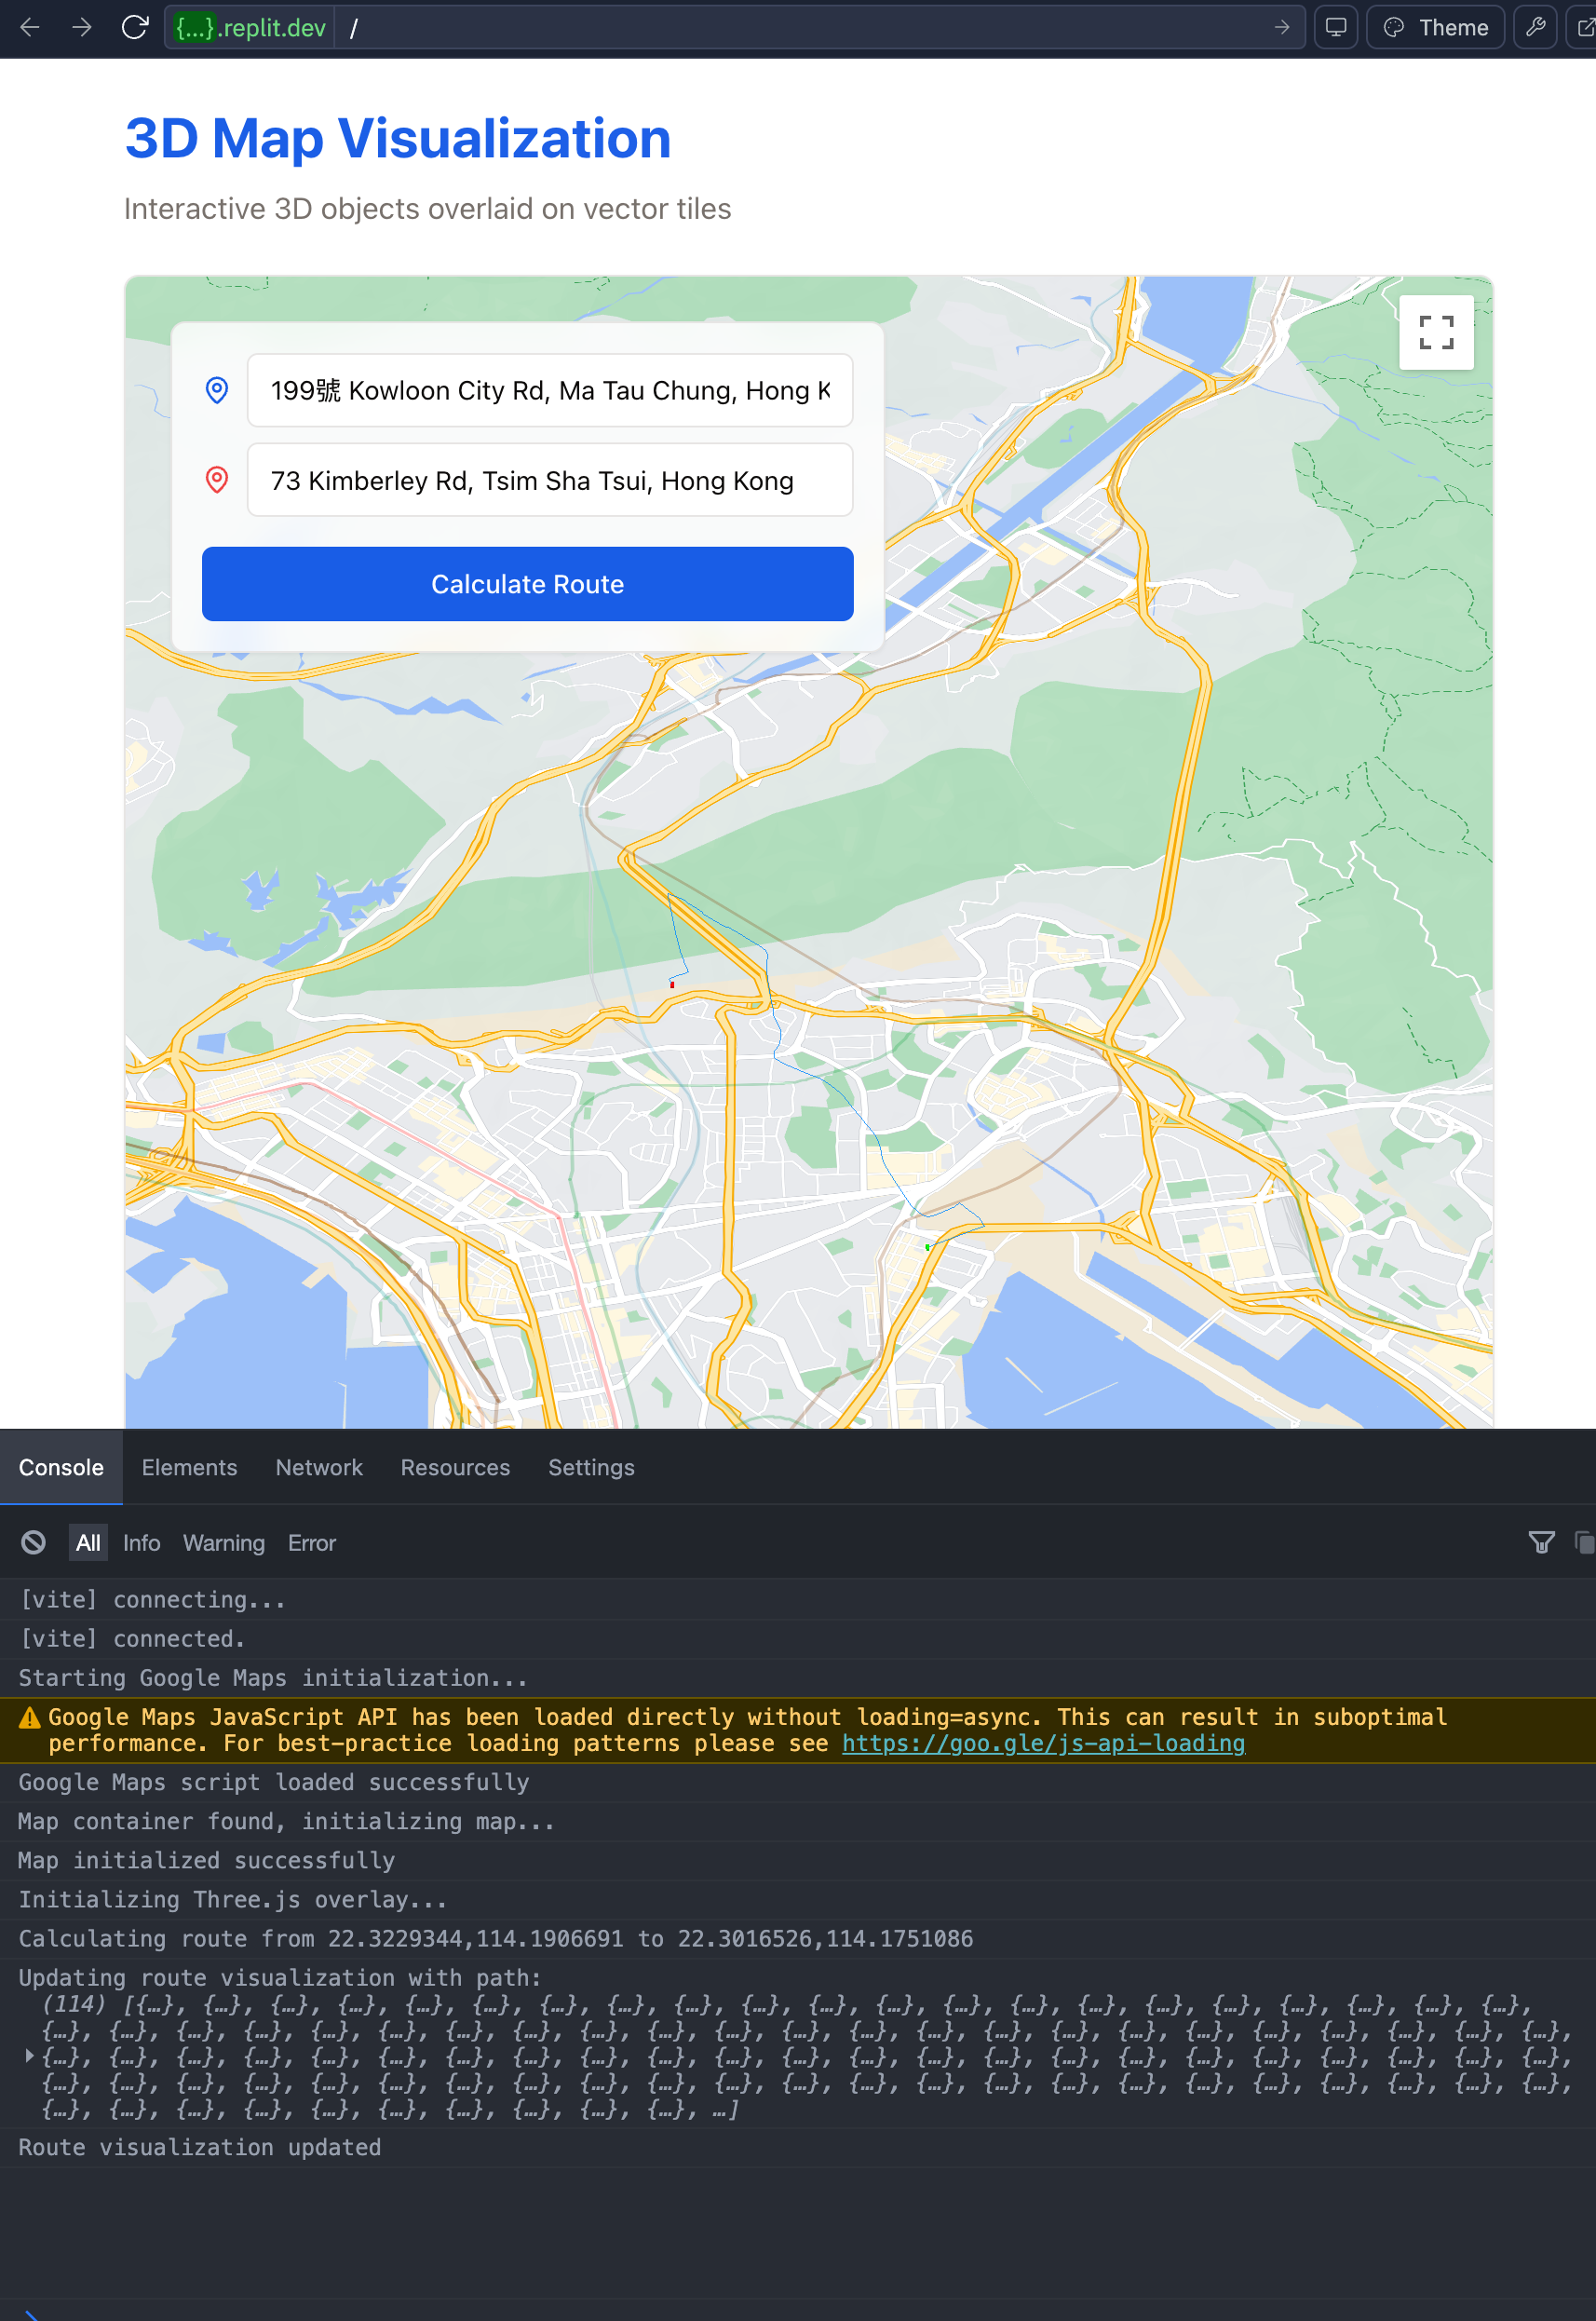 {...}.replit.dev /
Theme
3D Map Visualization
Interactive 3D objects overlaid on vector tiles
199號 Kowloon City Rd, Ma Tau Chung, Hong K
73 Kimberley Rd, Tsim Sha Tsui, Hong Kong
Calculate Route
Console Elements Network Resources Settings
All Info Warning Error
[vite] connecting...
[vite] connected.
Starting Google Maps initialization...
Google Maps JavaScript API has been loaded directly without loading=async. This can result in suboptimal
performance. For best-practice loading patterns please see https://goo.gle/js-api-loading
Google Maps script loaded successfully
Map container found, initializing map...
Map initialized successfully
Initializing Three.js overlay...
Calculating route from 22.3229344,114.1906691 to 22.3016526,114.1751086
Updating route visualization with path:
(114) [{…}, {…}, {…}, {…}, {…}, {…}, {…}, {…}, {…}, {…}, {…}, {…}, {…}, {…}, {…}, {…}, {…}, {…}, {…}, {…}, {…},
{…}, {…}, {…}, {…}, {…}, {…}, {…}, {…}, {…}, {…}, {…}, {…}, {…}, {…}, {…}, {…}, {…}, {…}, {…}, {…}, {…}, {…}, {…},
{…}, {…}, {…}, {…}, {…}, {…}, {…}, {…}, {…}, {…}, {…}, {…}, {…}, {…}, {…}, {…}, {…}, {…}, {…}, {…}, {…}, {…}, {…},
{…}, {…}, {…}, {…}, {…}, {…}, {…}, {…}, {…}, {…}, {…}, {…}, {…}, {…}, {…}, {…}, {…}, {…}, {…}, {…}, {…}, {…}, {…},
{…}, {…}, {…}, {…}, {…}, {…}, {…}, {…}, {…}, {…}, …]
Route visualization updated